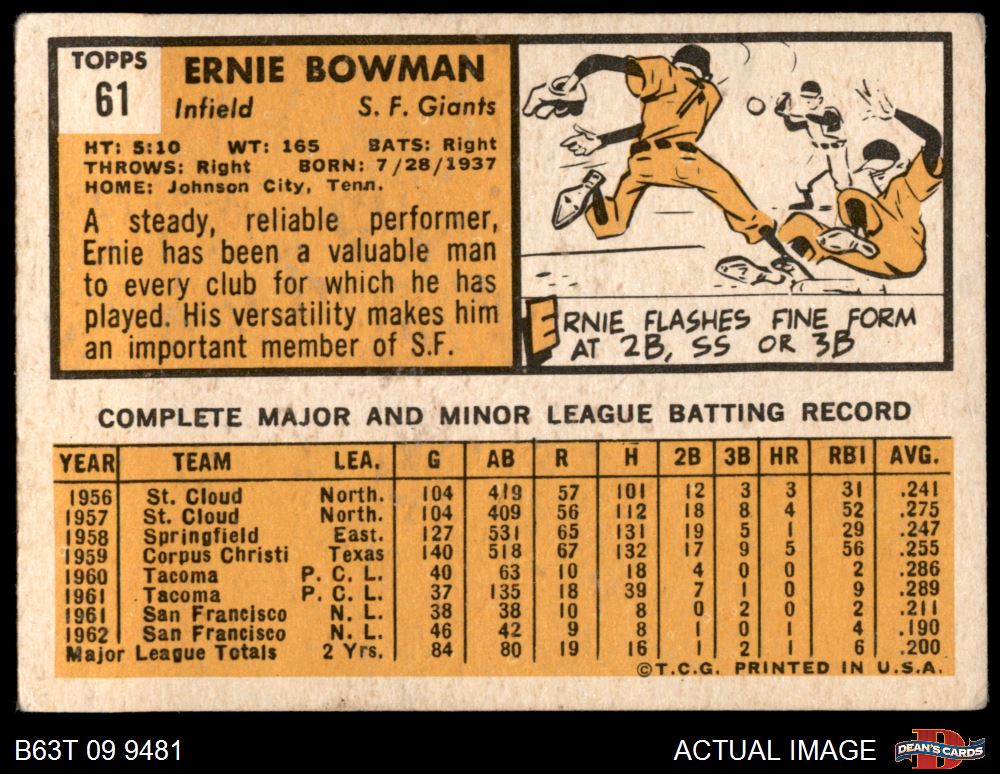 TOPPS
61
ERNIE BOWMAN
Infield S. F. Giants
HT: 5:10 WT: 165 BATS: Right
THROWS: Right BORN: 7/28/1937
HOME: Johnson City, Tenn.
A steady, reliable performer,
Ernie has been a valuable man
to every club for which he has
played. His versatility makes him
an important member of S.F.
ERNIE FLASHES FINE FORM
AT 2B, SS OR 3B
COMPLETE MAJOR AND MINOR LEAGUE BATTING RECORD
YEAR TEAM LEA. G AB R H 2B 3B HR RBI AVG.
1956 St. Cloud North. 104 419 57 101 12 3 3 31 .241
1957 St. Cloud North. 104 409 56 112 18 8 4 52 .275
1958 Springfield East. 127 531 65 131 19 5 1 29 .247
1959 Corpus Christi Texas 140 518 67 132 17 9 5 56 .255
1960 Tacoma P. C. L. 40 63 10 18 4 0 0 2 .286
1961 Tacoma P. C. L. 37 135 18 39 7 1 0 9 .289
1961 San Francisco N. L. 38 38 10 8 0 2 0 2 .211
1962 San Francisco N. L. 46 42 9 8 1 0 1 4 .190
Major League Totals 2 Yrs. 84 80 19 16 1 2 1 6 .200
©T.C.G. PRINTED IN U.S.A.
B63T 09 9481 ACTUAL IMAGE DEAN'S CARDS